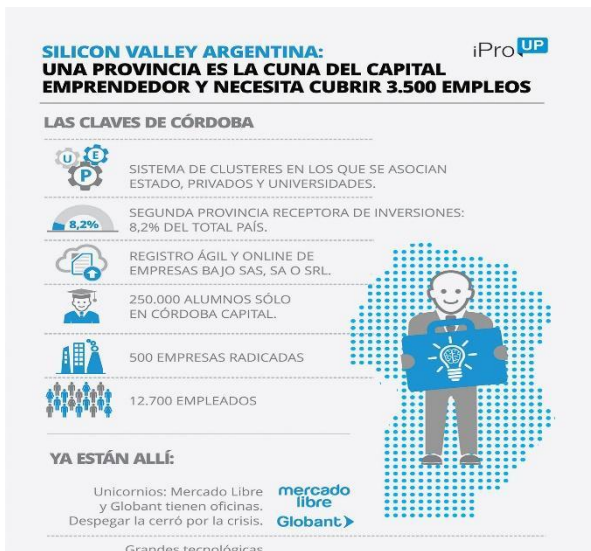 SILICON VALLEY ARGENTINA:
iProUP
UNA PROVINCIA ES LA CUNA DEL CAPITAL
EMPRENDEDOR Y NECESITA CUBRIR 3.500 EMPLEOS
LAS CLAVES DE CÓRDOBA
U E
P
SISTEMA DE CLUSTERES EN LOS QUE SE ASOCIAN
ESTADO, PRIVADOS Y UNIVERSIDADES.
8,2%
SEGUNDA PROVINCIA RECEPTORA DE INVERSIONES:
8,2% DEL TOTAL PAÍS.
REGISTRO ÁGIL Y ONLINE DE
EMPRESAS BAJO SAS, SA O SRL.
250.000 ALUMNOS SÓLO
EN CÓRDOBA CAPITAL.
500 EMPRESAS RADICADAS
12.700 EMPLEADOS
YA ESTÁN ALLÍ:
Unicornios: Mercado Libre
y Globant tienen oficinas.
Despegar la cerró por la crisis.
mercado
libre
Globant
Grandes tecnológicas